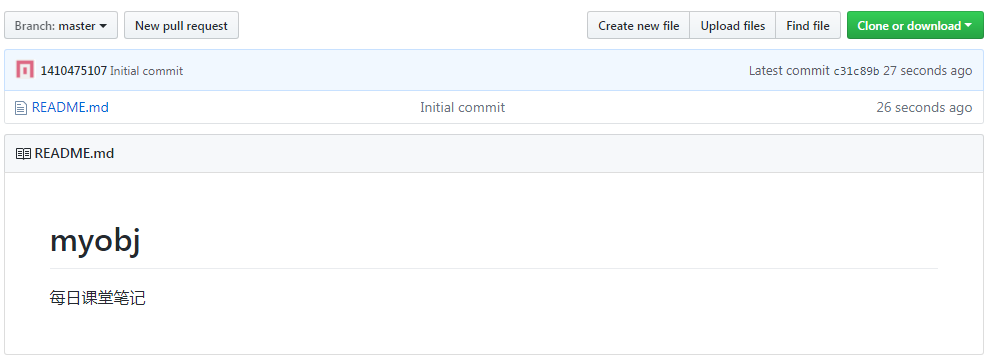 Branch: master New pull request Create new file Upload files Find file Clone or download
1410475107 Initial commit Latest commit c31c89b 27 seconds ago
README.md Initial commit 26 seconds ago
README.md
myobj
每日课堂笔记